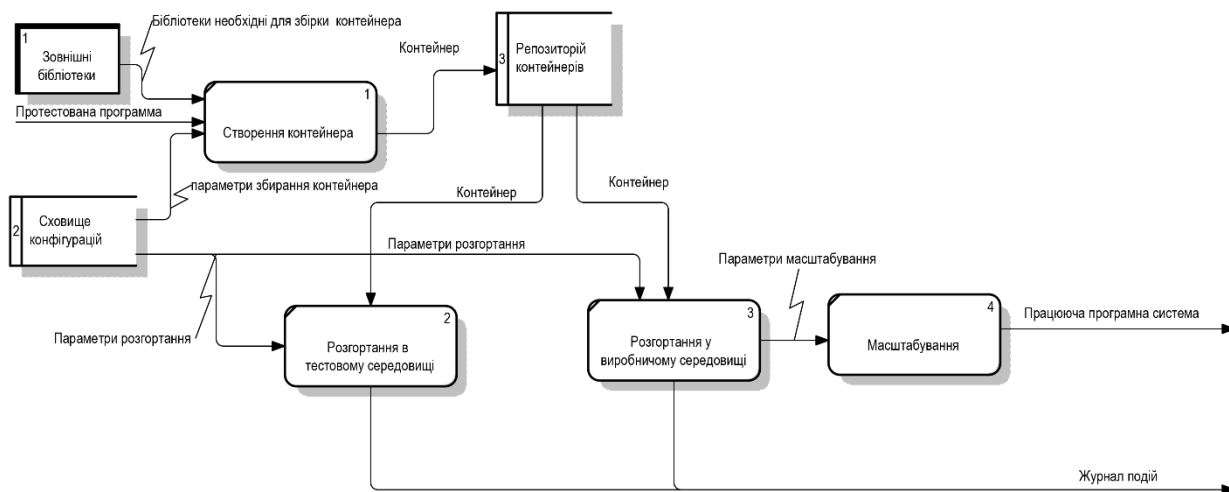 Бібліотеки необхідні для збірки контейнера
1
Зовнішні
бібліотеки
Контейнер
3
Репозиторій
контейнерів
Протестована программа
1
Створення контейнера
параметри збирання контейнера
Контейнер
Контейнер
2
Сховище
конфігурацій
Параметри розгортання
Параметри масштабування
Параметри розгортання
2
Розгортання в
тестовому середовищі
3
Розгортання у
виробничому середовищі
4
Масштабування
Працююча програмна система
Журнал подій